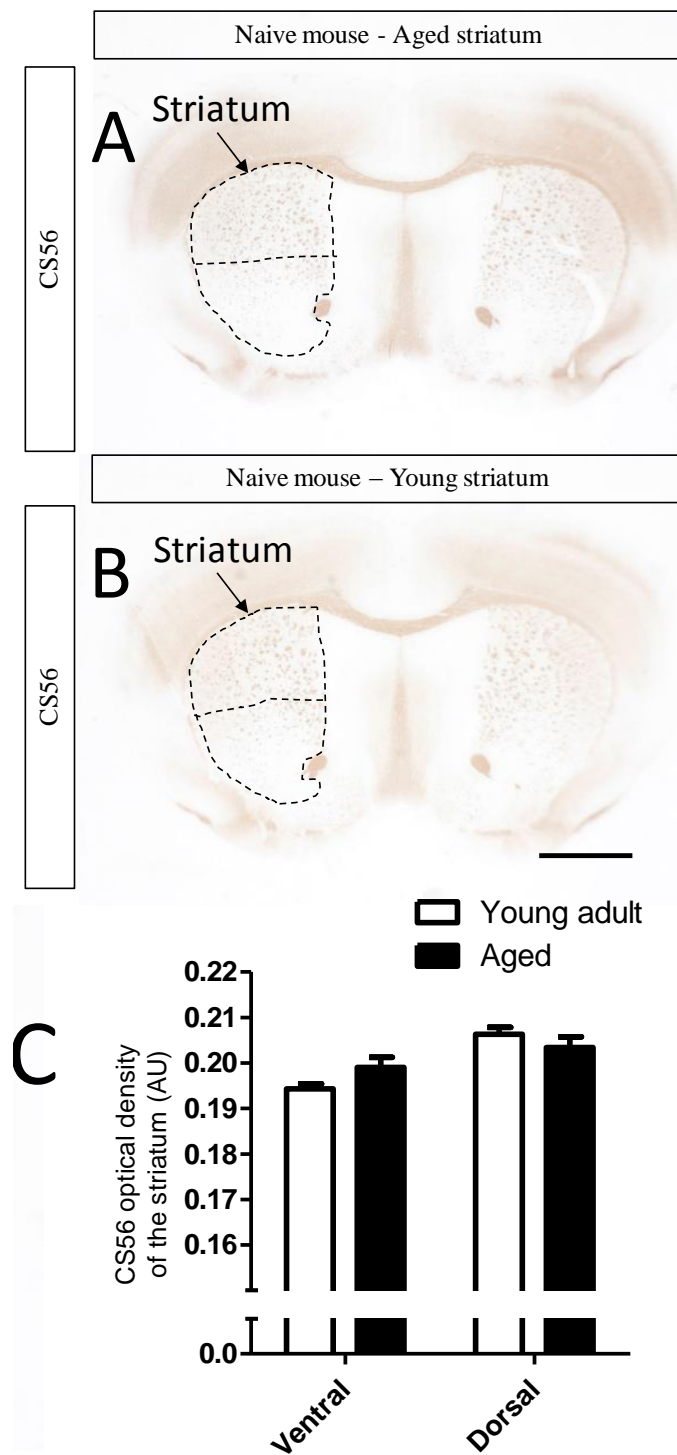 Naive mouse - Aged striatum
A
Striatum
CS56
Naive mouse – Young striatum
B
Striatum
CS56
Young adult
Aged
C
CS56 optical density
of the striatum (AU)
0.22
0.21
0.20
0.19
0.18
0.17
0.16
0.0
Ventral
Dorsal